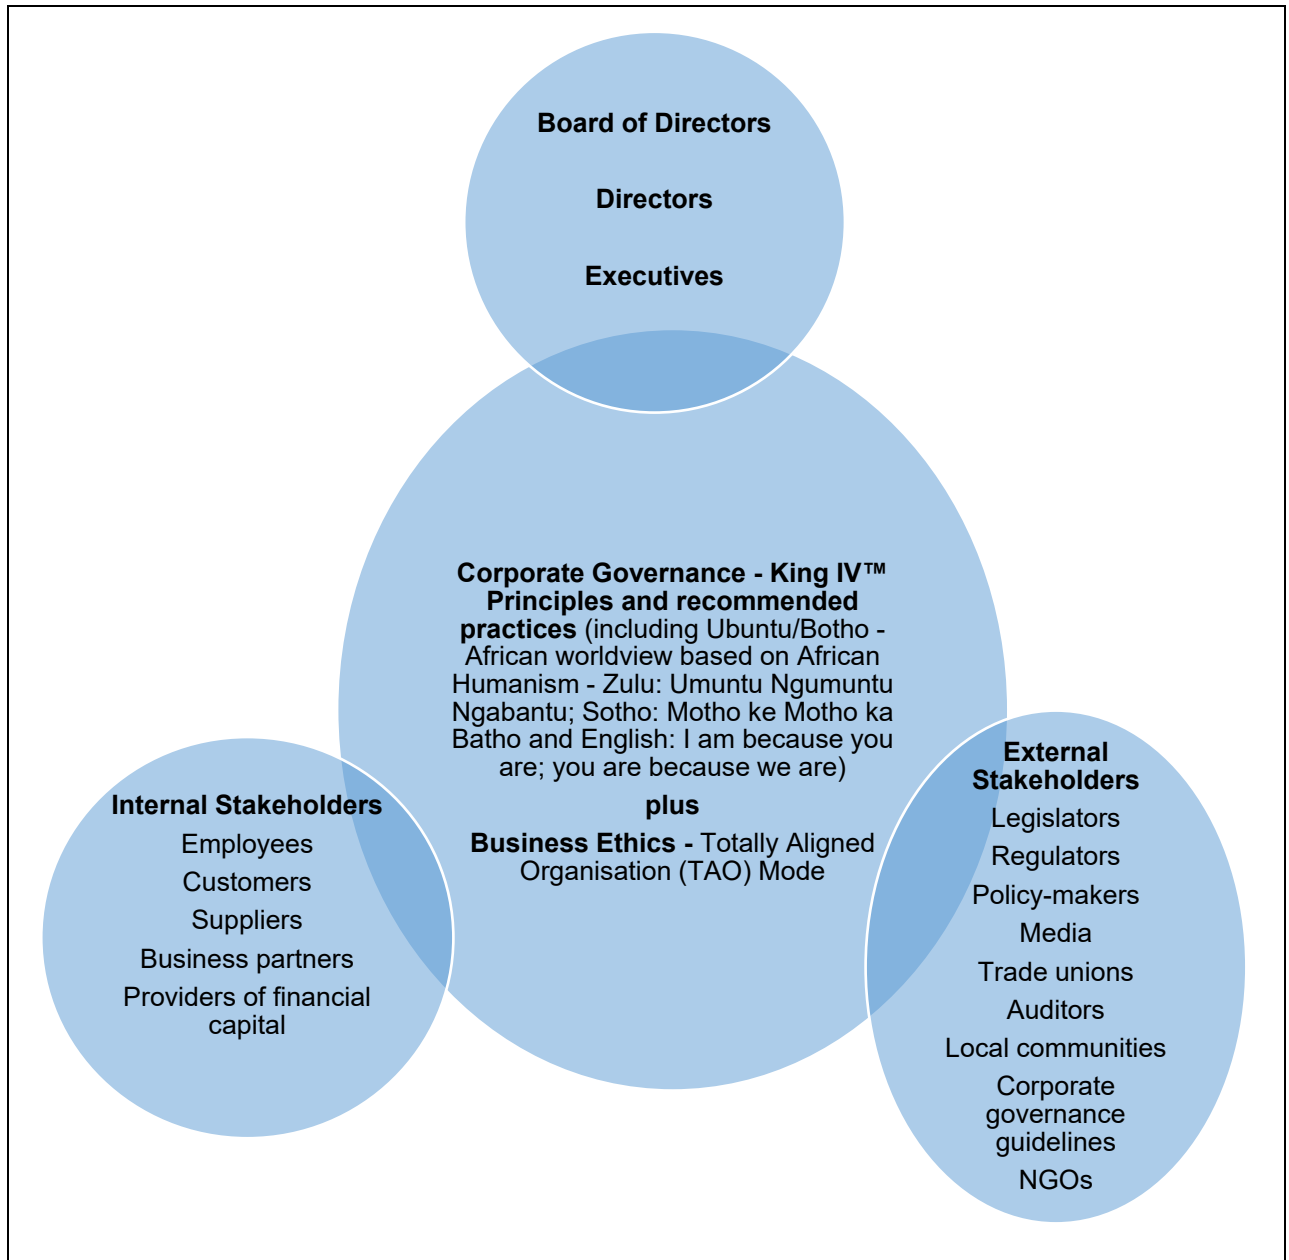 Board of Directors
Directors
Executives
Corporate Governance - King IV™
Principles and recommended
practices (including Ubuntu/Botho -
African worldview based on African
Humanism - Zulu: Umuntu Ngumuntu
Ngabantu; Sotho: Motho ke Motho ka
Batho and English: I am because you
are; you are because we are)
plus
Business Ethics - Totally Aligned
Organisation (TAO) Mode
Internal Stakeholders
Employees
Customers
Suppliers
Business partners
Providers of financial
capital
External
Stakeholders
Legislators
Regulators
Policy-makers
Media
Trade unions
Auditors
Local communities
Corporate
governance
guidelines
NGOs